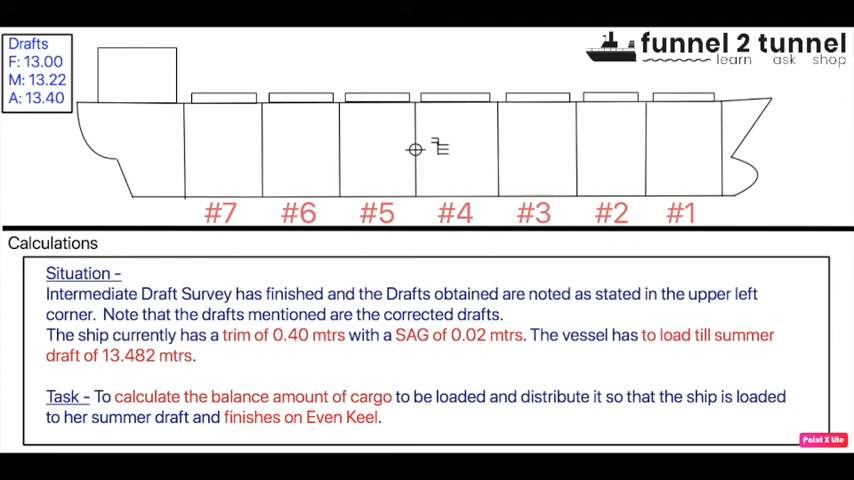 Drafts
F: 13.00
M: 13.22
A: 13.40
funnel 2 tunnel
learn ask shop
#7 #6 #5 #4 #3 #2 #1
Calculations
Situation -
Intermediate Draft Survey has finished and the Drafts obtained are noted as stated in the upper left
corner. Note that the drafts mentioned are the corrected drafts.
The ship currently has a trim of 0.40 mtrs with a SAG of 0.02 mtrs. The vessel has to load till summer
draft of 13.482 mtrs.
Task - To calculate the balance amount of cargo to be loaded and distribute it so that the ship is loaded
to her summer draft and finishes on Even Keel.
Paint X Lite